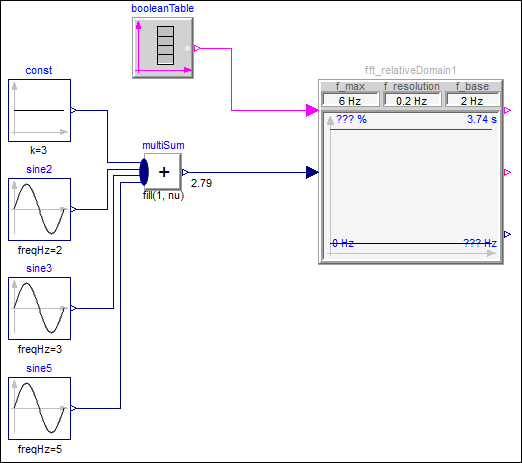 booleanTable
const
k=3
sine2
freqHz=2
sine3
freqHz=3
sine5
freqHz=5
multiSum
+
fill(1, nu)
2.79
fft_relativeDomain1
f_max f_resolution f_base
6 Hz 0.2 Hz 2 Hz
??? % 3.74 s
0 Hz ??? Hz